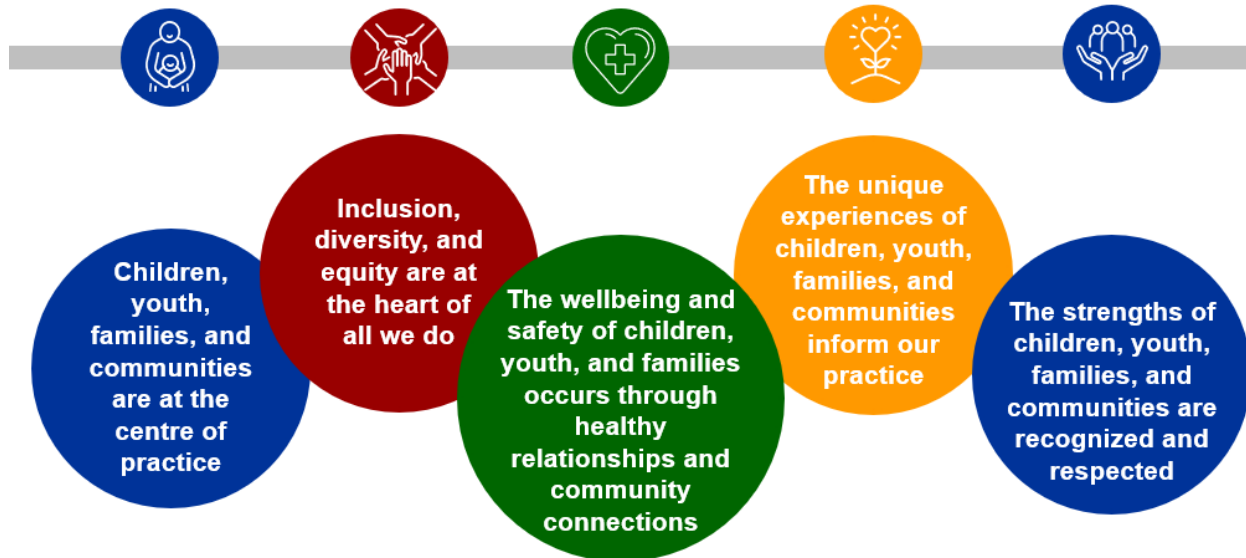 Children,
youth,
families, and
communities
are at the
centre of
practice
Inclusion,
diversity, and
equity are at
the heart of
all we do
The wellbeing and
safety of children,
youth, and families
occurs through
healthy
relationships and
community
connections
The unique
experiences of
children, youth,
families, and
communities
inform our
practice
The strengths of
children, youth,
families, and
communities are
recognized and
respected